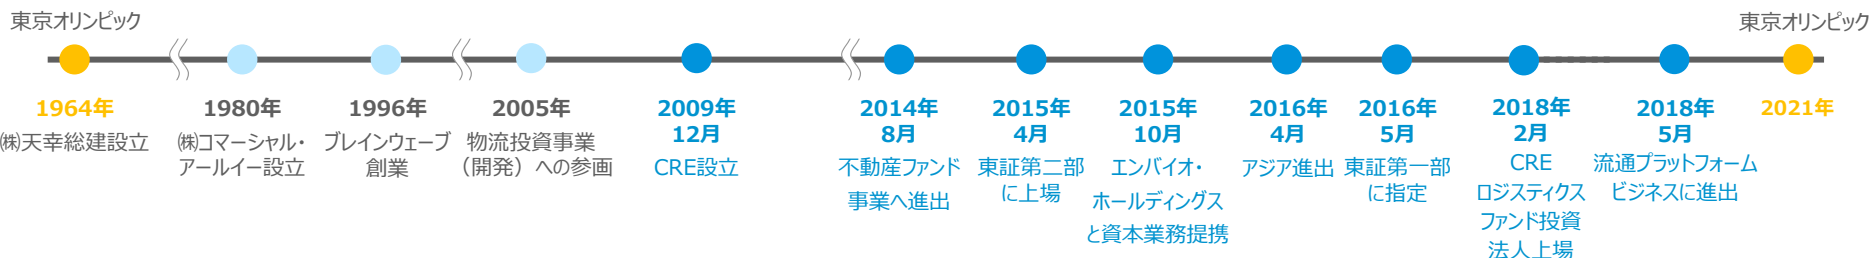 東京オリンピック
東京オリンピック
1964年
㈱天幸総建設立
1980年
㈱コマーシャル・
アールイー設立
1996年
ブレインウェーブ
創業
2005年
物流投資事業
（開発）への参画
2009年
12月
CRE設立
2014年
8月
不動産ファンド
事業へ進出
2015年
4月
東証第二部
に上場
2015年
10月
エンバイオ・
ホールディングス
と資本業務提携
2016年
4月
アジア進出
2016年
5月
東証第一部
に指定
2018年
2月
CRE
ロジスティクス
ファンド投資
法人上場
2018年
5月
流通プラットフォーム
ビジネスに進出
2021年